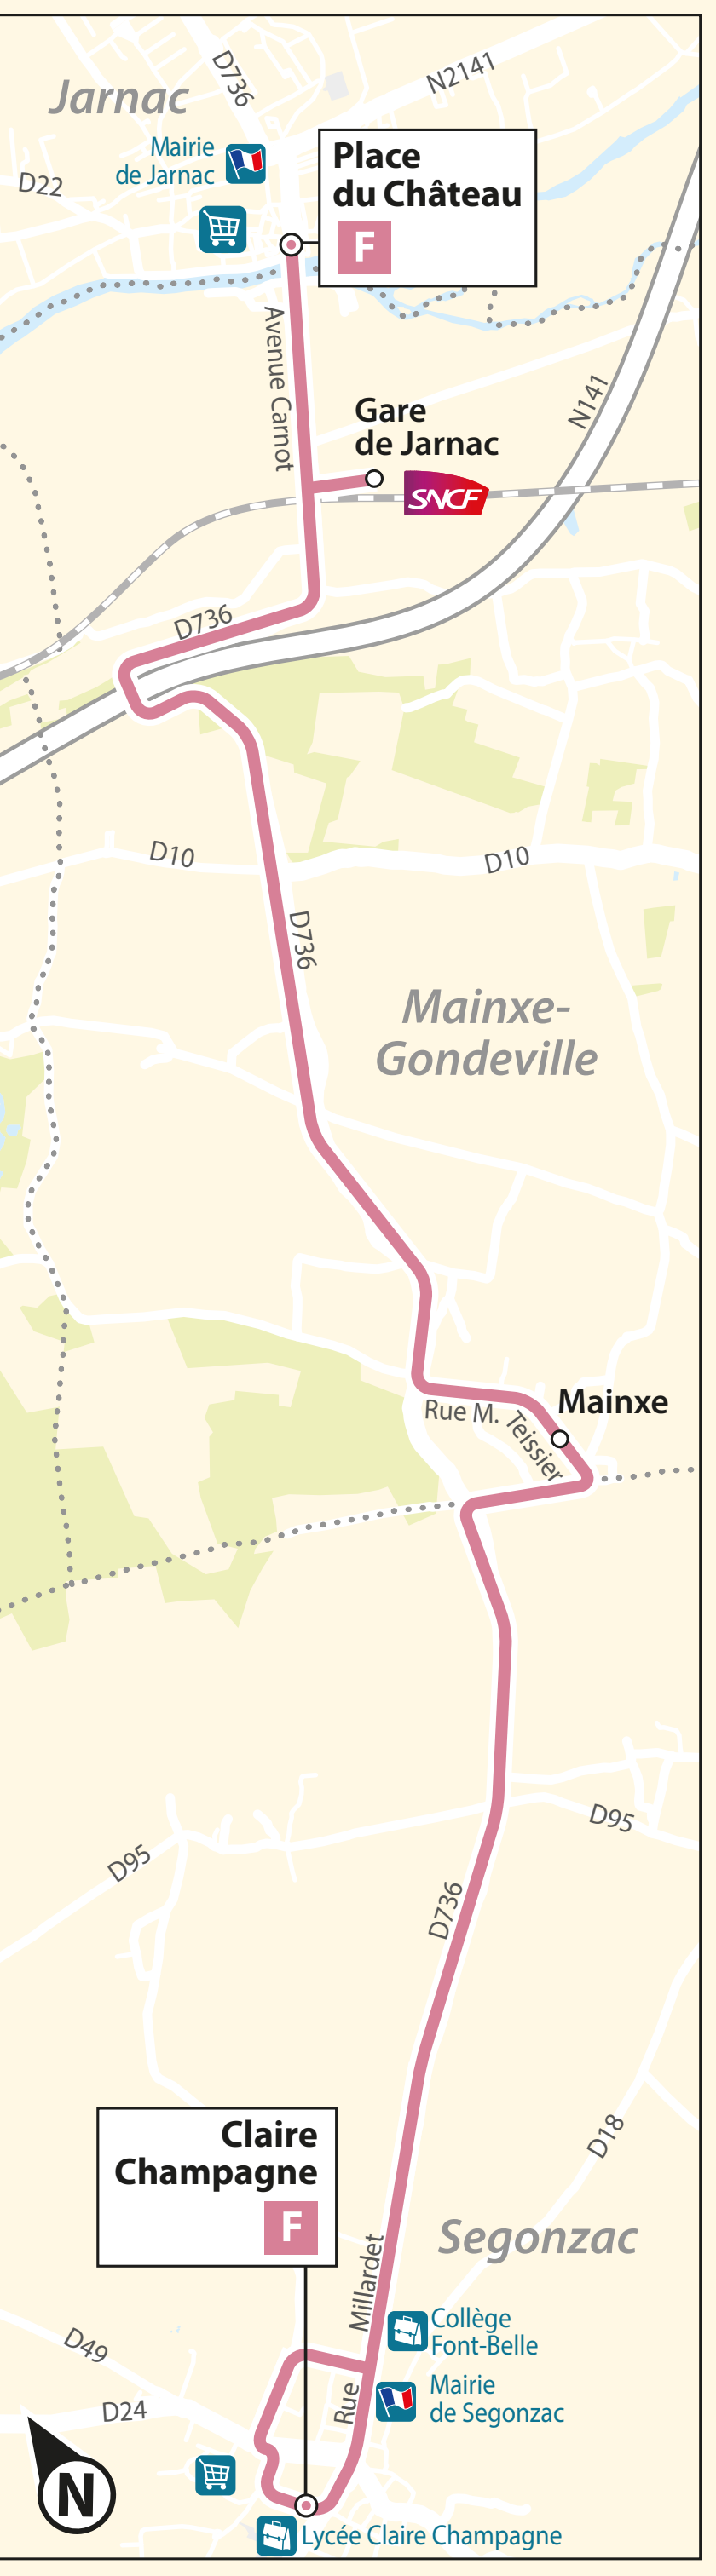 D736
N2141
Jarnac
Mairie
de Jarnac
D22
Place
du Château
F
Avenue Carnot
N141
Gare
de Jarnac
SNCF
D736
D10
D10
D736
Mainxe-
Gondeville
Mainxe
Rue M. Teissier
D95
D95
D736
Claire
Champagne
F
D18
Segonzac
Rue Millardet
Collège
Font-Belle
Mairie
de Segonzac
D49
D24
N
Lycée Claire Champagne